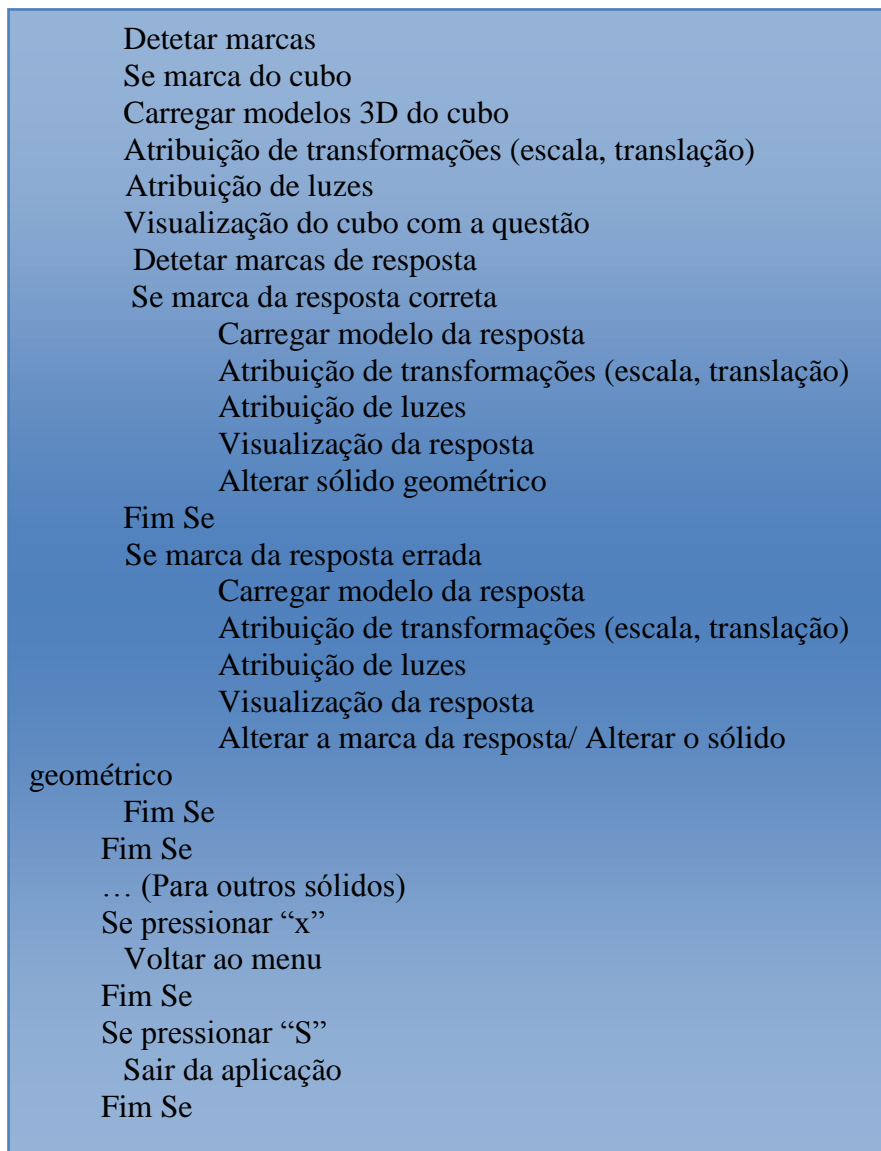 Detetar marcas
Se marca do cubo
Carregar modelos 3D do cubo
Atribuição de transformações (escala, translação)
Atribuição de luzes
Visualização do cubo com a questão
Detetar marcas de resposta
Se marca da resposta correta
Carregar modelo da resposta
Atribuição de transformações (escala, translação)
Atribuição de luzes
Visualização da resposta
Alterar sólido geométrico
Fim Se
Se marca da resposta errada
Carregar modelo da resposta
Atribuição de transformações (escala, translação)
Atribuição de luzes
Visualização da resposta
Alterar a marca da resposta/ Alterar o sólido
geométrico
Fim Se
Fim Se
… (Para outros sólidos)
Se pressionar “x”
Voltar ao menu
Fim Se
Se pressionar “S”
Sair da aplicação
Fim Se